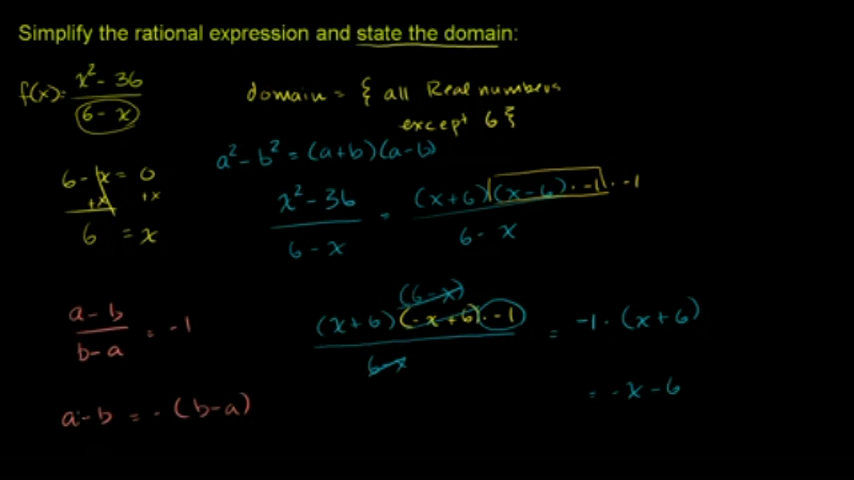 Simplify the rational expression and state the domain:
f(x) = x² - 36 / 6 - x
domain = { all Real numbers
except 6 }
6 - x = 0
+x +x
6 = x
a² - b² = (a+b)(a-b)
x² - 36 / 6 - x = (x+6)(x-6) · -1 · -1 / 6 - x
a - b / b - a = -1
(6-x)
(x+6)(-x+6) · -1 / 6-x = -1 · (x+6)
= -x - 6
a - b = - (b-a)